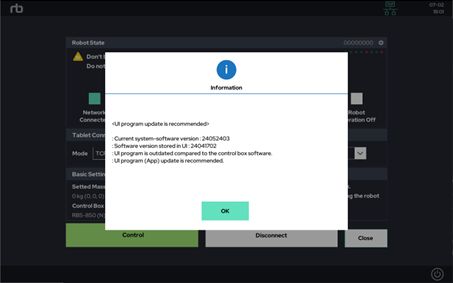 rb
07-02
18:01
Robot State
00000000
Don't
Do not
Information
<UI program update is recommended>
: Current system-software version : 24052403
: Software version stored in UI : 24041702
: UI program is outdated compared to the control box software.
: UI program (App) update is recommended.
OK
Network
Connecte
Robot
ration Off
Tablet Conn
Mode
TC
Basic Settin
Setted Mass
0 kg (0, 0, 0)
ng the robot
Control Box
RB5-850 (N)
Control
Disconnect
Close